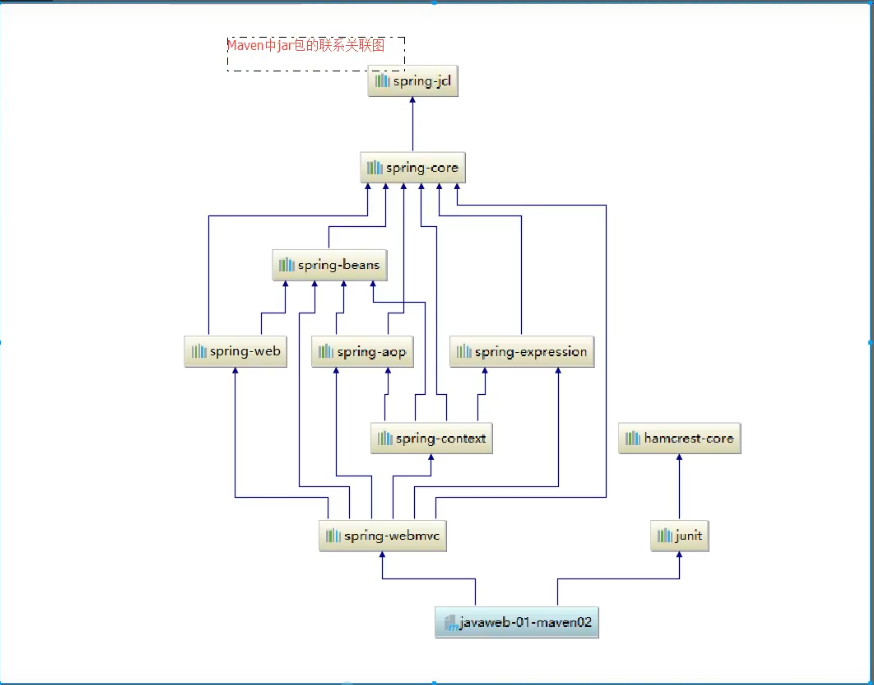 Maven中jar包的联系关联图
spring-jcl
spring-core
spring-beans
spring-web
spring-aop
spring-expression
spring-context
hamcrest-core
spring-webmvc
junit
javaweb-01-maven02